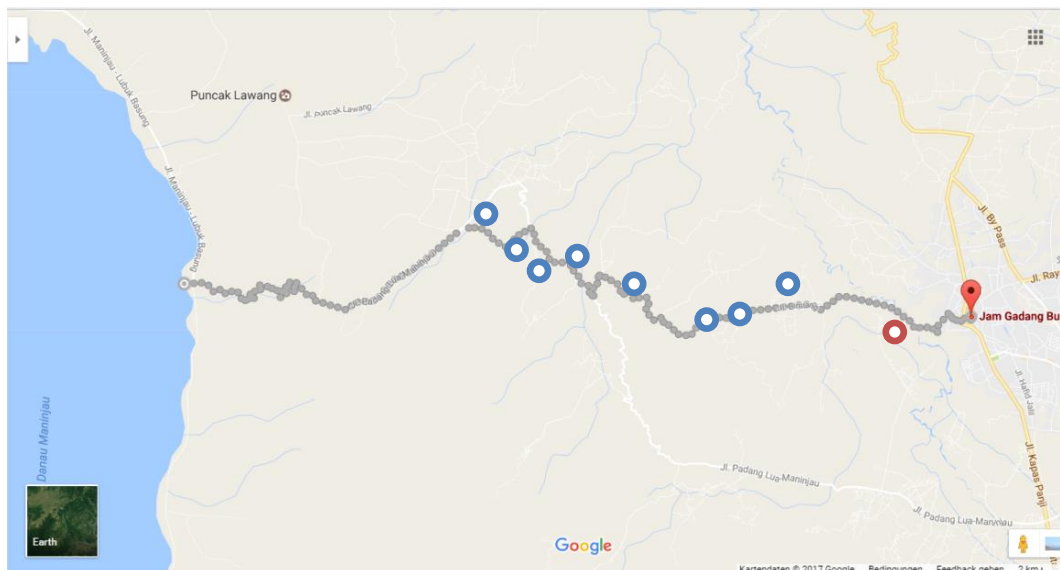 Puncak Lawang
Jl. Puncak Lawang
Jl. Maninjau - Lubuk Basung
Jl. Maninjau - Lubuk Basung
Jl. By Pass
Jl. Ray
Jam Gadang Bu
Jl. Hafid Jalil
Jl. Kapas Panji
Danau Maninjau
Jl. Padang Lua-Maninjau
Jl. Padang Lua-Maninjau
Earth
Google
Kartendaten © 2017 Google Bedingungen Feedback geben 2 km